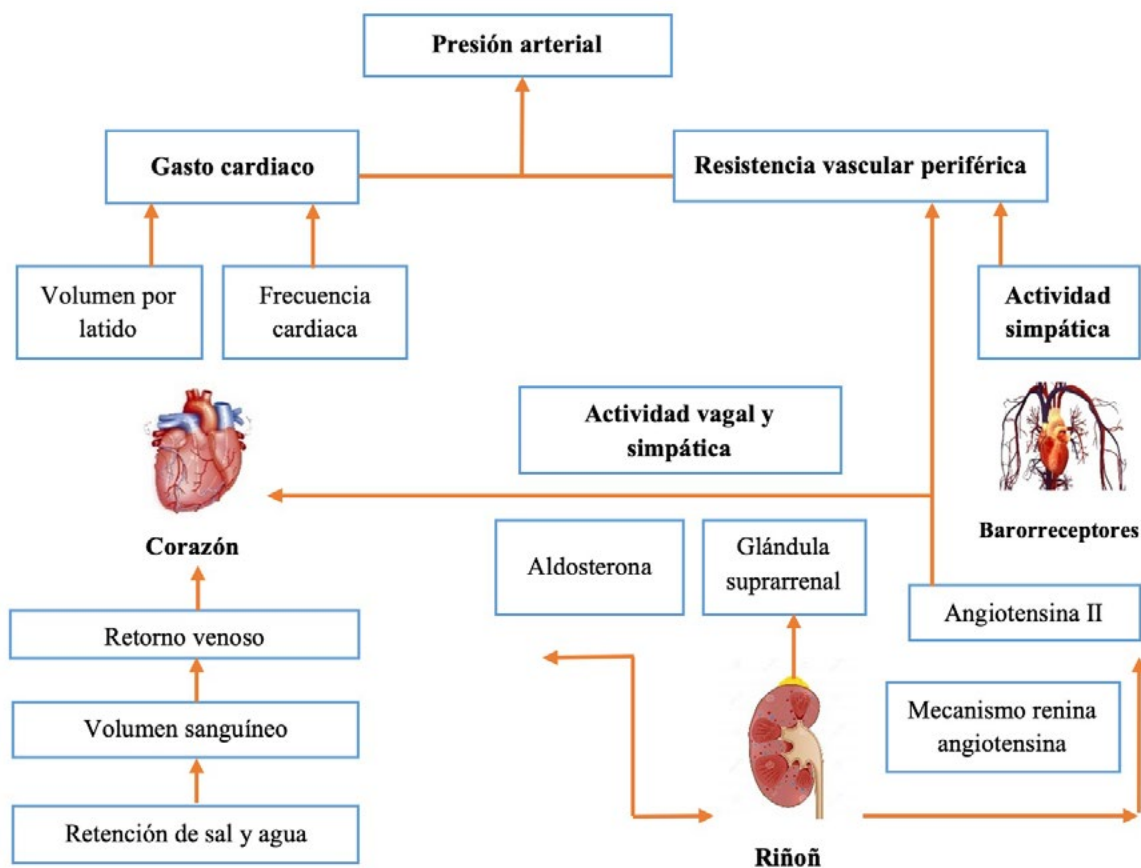 Presión arterial
Gasto cardiaco
Resistencia vascular periférica
Volumen por
latido
Frecuencia
cardiaca
Actividad
simpática
Actividad vagal y
simpática
Corazón
Barorreceptores
Aldosterona
Glándula
suprarrenal
Angiotensina II
Retorno venoso
Mecanismo renina
angiotensina
Volumen sanguíneo
Retención de sal y agua
Riñoñ